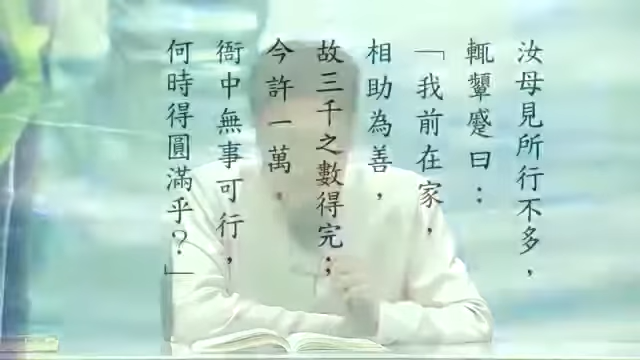 汝母見所行不多，
輒顰蹙曰：
「我前在家，
相助為善，
故三千之數得完；
今許一萬，
衙中無事可行，
何時得圓滿乎？」